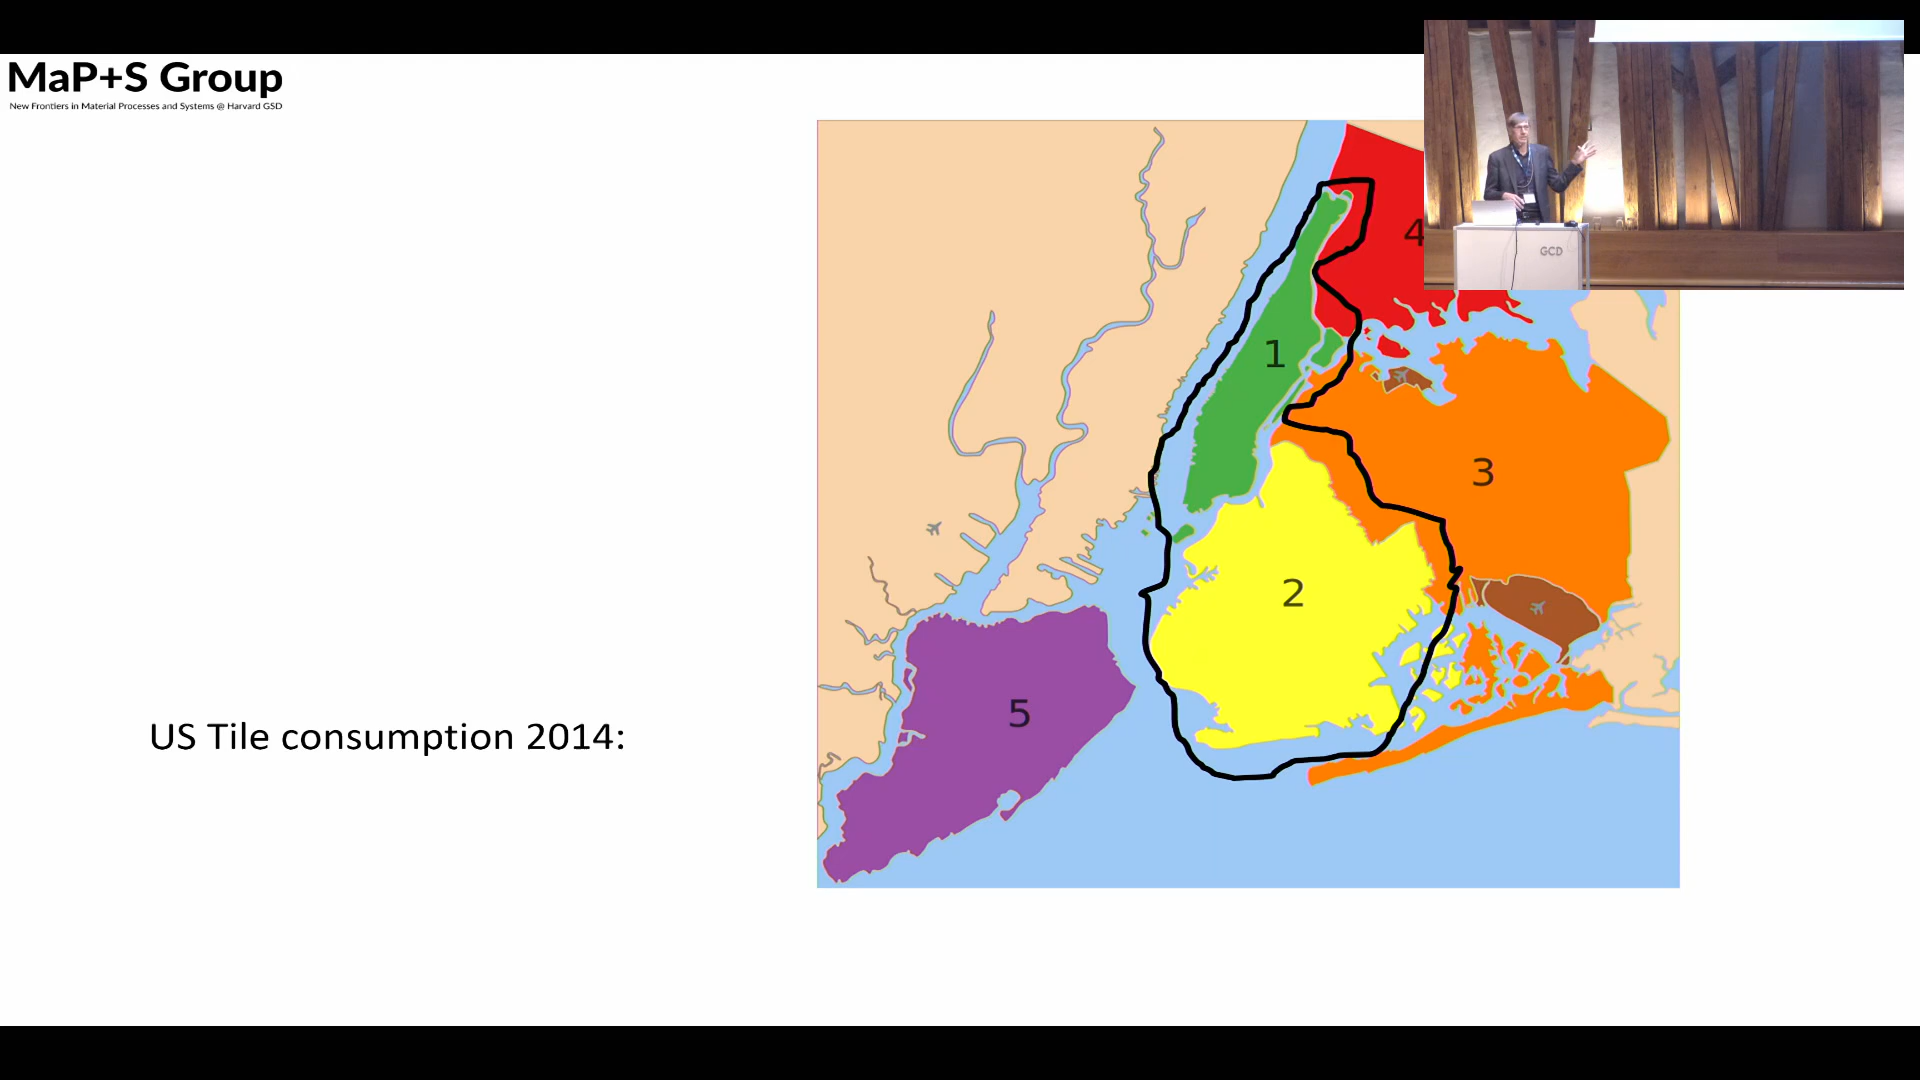 MaP+S Group
New Frontiers in Material Processes and Systems @ Harvard GSD
4
1
3
2
5
US Tile consumption 2014:
GCD